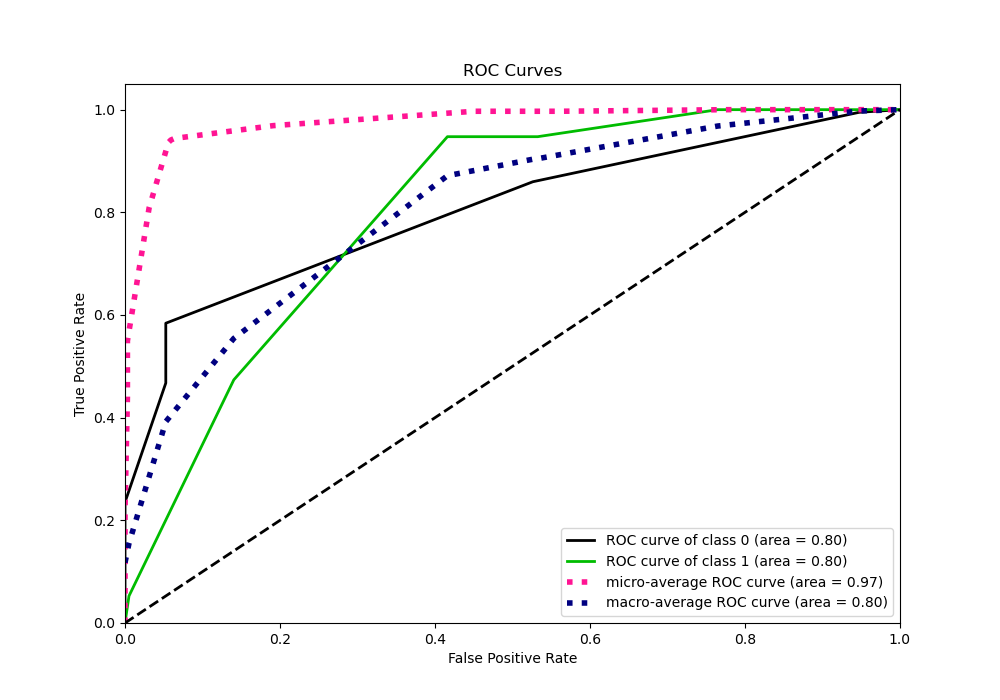 ROC Curves
True Positive Rate
1.0
0.8
0.6
0.4
0.2
0.0
0.0 0.2 0.4 0.6 0.8 1.0
False Positive Rate
ROC curve of class 0 (area = 0.80)
ROC curve of class 1 (area = 0.80)
micro-average ROC curve (area = 0.97)
macro-average ROC curve (area = 0.80)